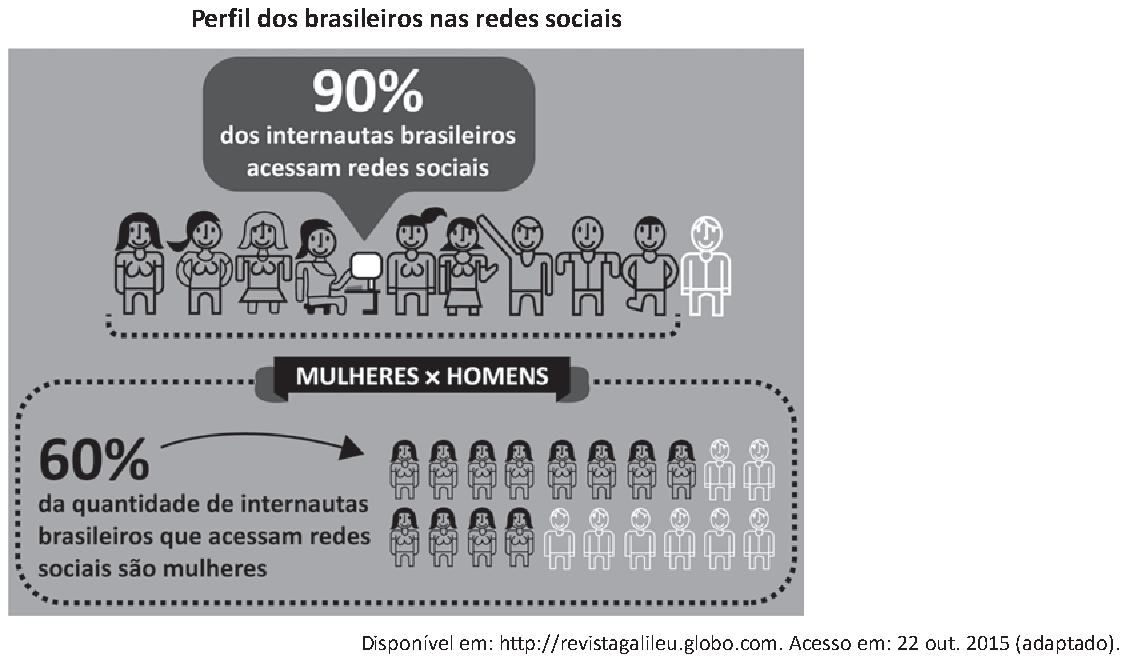 Perfil dos brasileiros nas redes sociais
90%
dos internautas brasileiros
acessam redes sociais
MULHERES x HOMENS
60%
da quantidade de internautas
brasileiros que acessam redes
sociais são mulheres
Disponível em: http://revistagalileu.globo.com. Acesso em: 22 out. 2015 (adaptado).